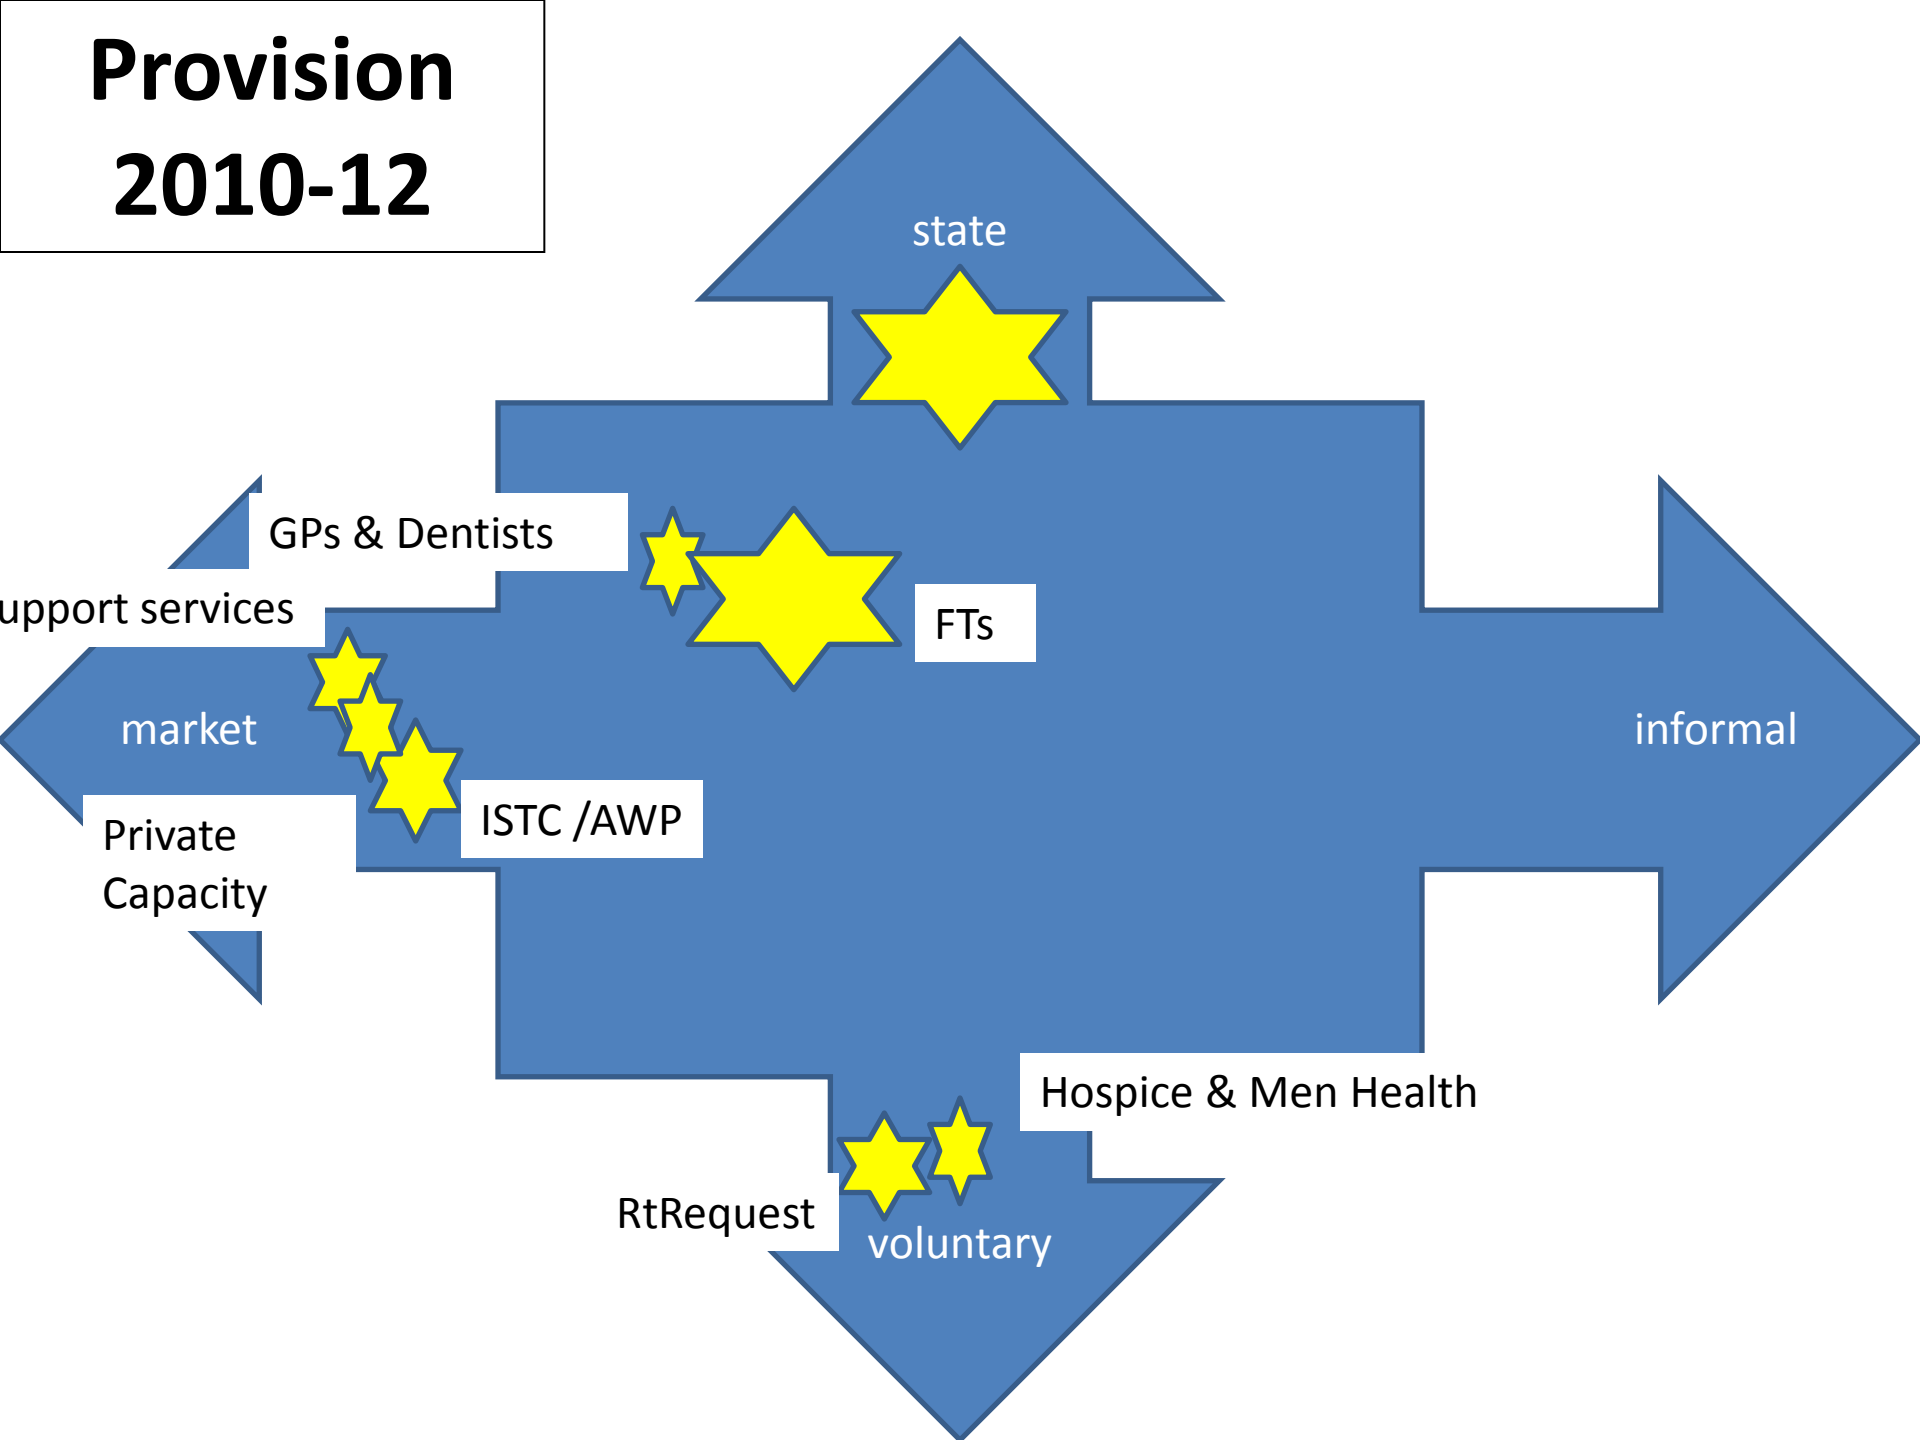 Provision
2010-12
state
GPs & Dentists
upport services
FTs
market
informal
ISTC /AWP
Private
Capacity
Hospice & Men Health
RtRequest
voluntary